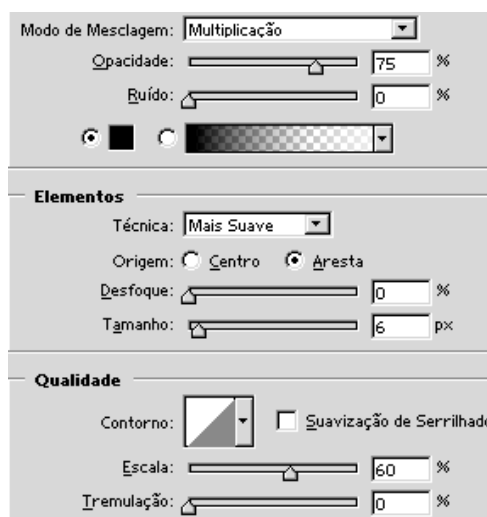 Modo de Mesclagem: Multiplicação
Opacidade: 75 %
Ruído: 0 %
Elementos
Técnica: Mais Suave
Origem: Centro Aresta
Desfoque: 0 %
Tamanho: 6 px
Qualidade
Contorno: Suavização de Serrilhado
Escala: 60 %
Tremulação: 0 %